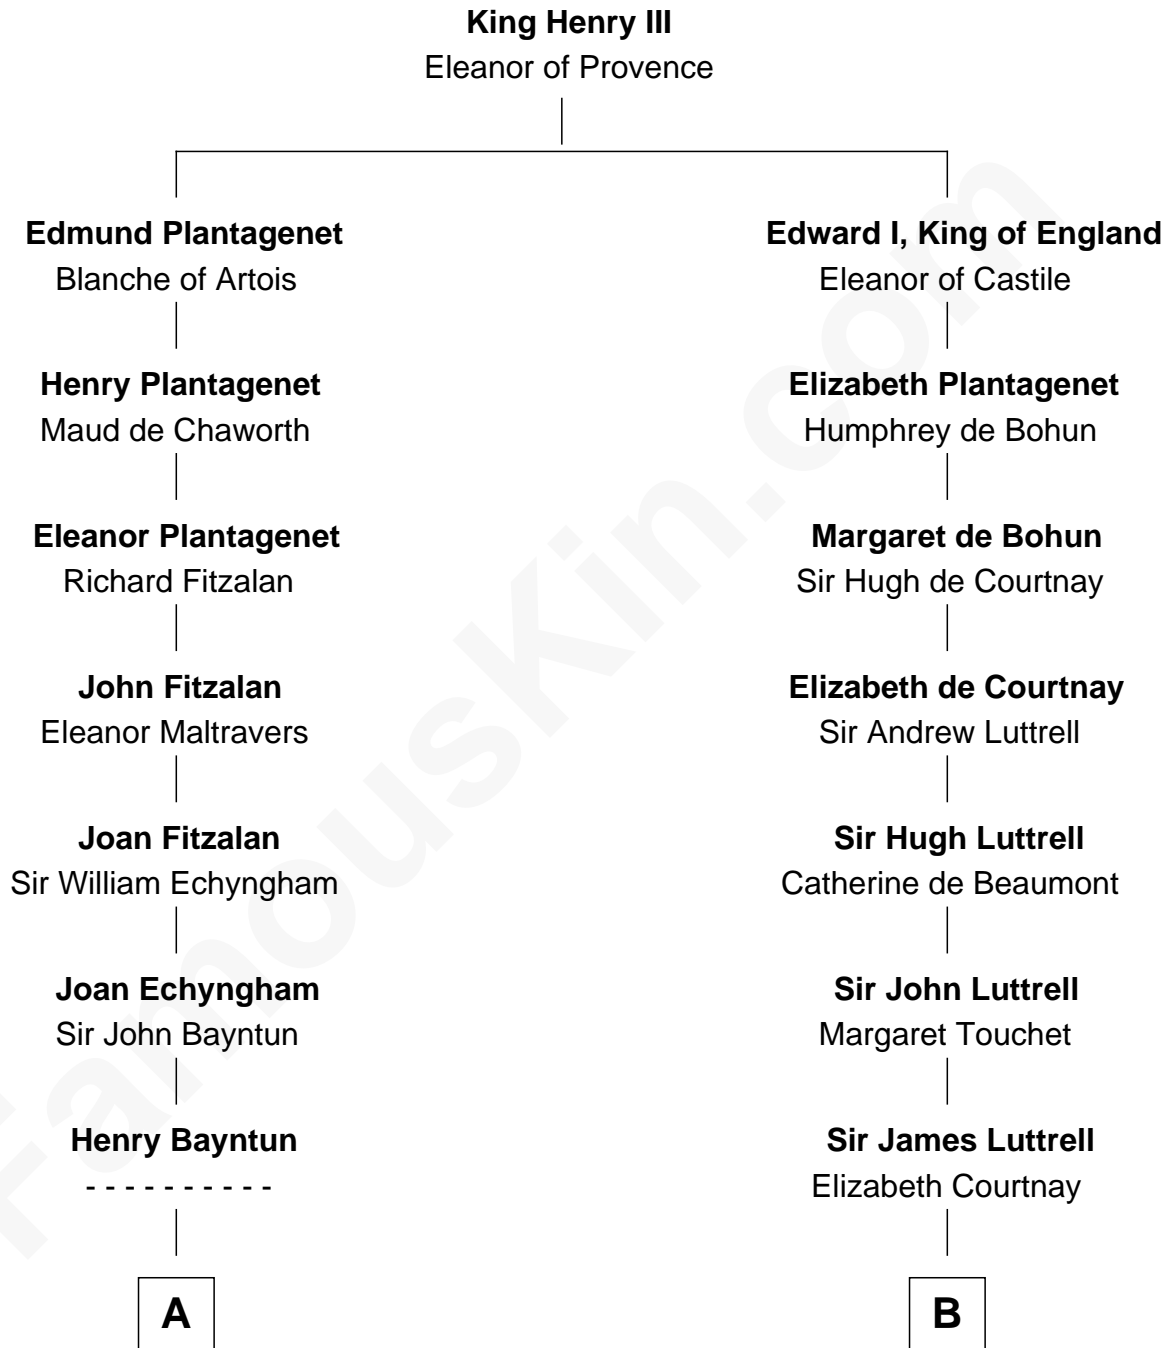 King Henry III
Eleanor of Provence
Edmund Plantagenet
Blanche of Artois
Edward I, King of England
Eleanor of Castile
Henry Plantagenet
Maud de Chaworth
Elizabeth Plantagenet
Humphrey de Bohun
Eleanor Plantagenet
Richard Fitzalan
Margaret de Bohun
Sir Hugh de Courtnay
John Fitzalan
Eleanor Maltravers
Elizabeth de Courtnay
Sir Andrew Luttrell
Joan Fitzalan
Sir William Echyngham
Sir Hugh Luttrell
Catherine de Beaumont
Joan Echyngham
Sir John Bayntun
Sir John Luttrell
Margaret Touchet
Henry Bayntun
- - - - - - - - - -
Sir James Luttrell
Elizabeth Courtnay
A
B
FamousKin.com